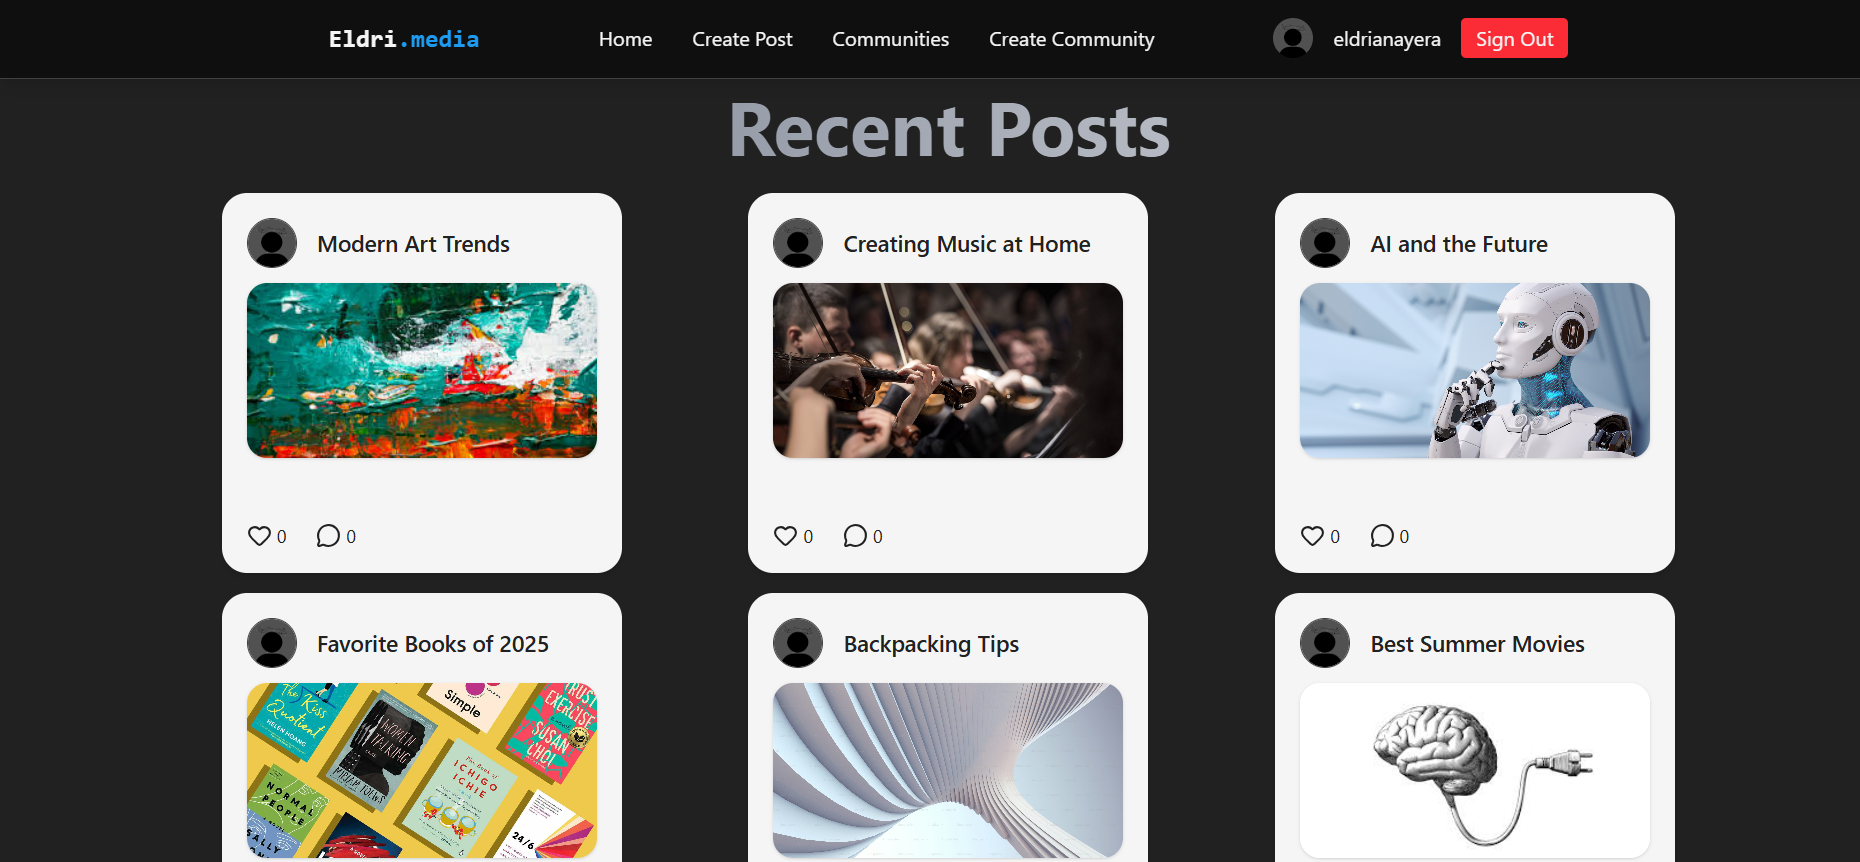 Eldri.media Home Create Post Communities Create Community eldrianayera Sign Out
Recent Posts
Modern Art Trends
0 0
Creating Music at Home
0 0
AI and the Future
0 0
Favorite Books of 2025
The Kiss Quotient
HELEN HOANG
WOMEN TALKING
MIRIAM TOEWS
Simple
TRUST EXERCISE
SUSAN CHOI
The Book of
ICHIGO
ICHIE
NORMAL
PEOPLE
SALLY
24/6
Backpacking Tips
Best Summer Movies